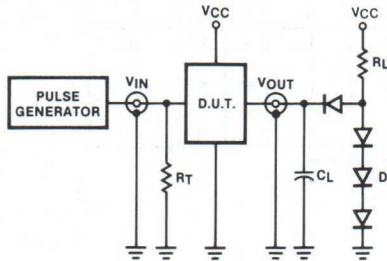 VCC
VCC
RL
VIN
VOUT
PULSE
GENERATOR
D.U.T.
RT
CL
D